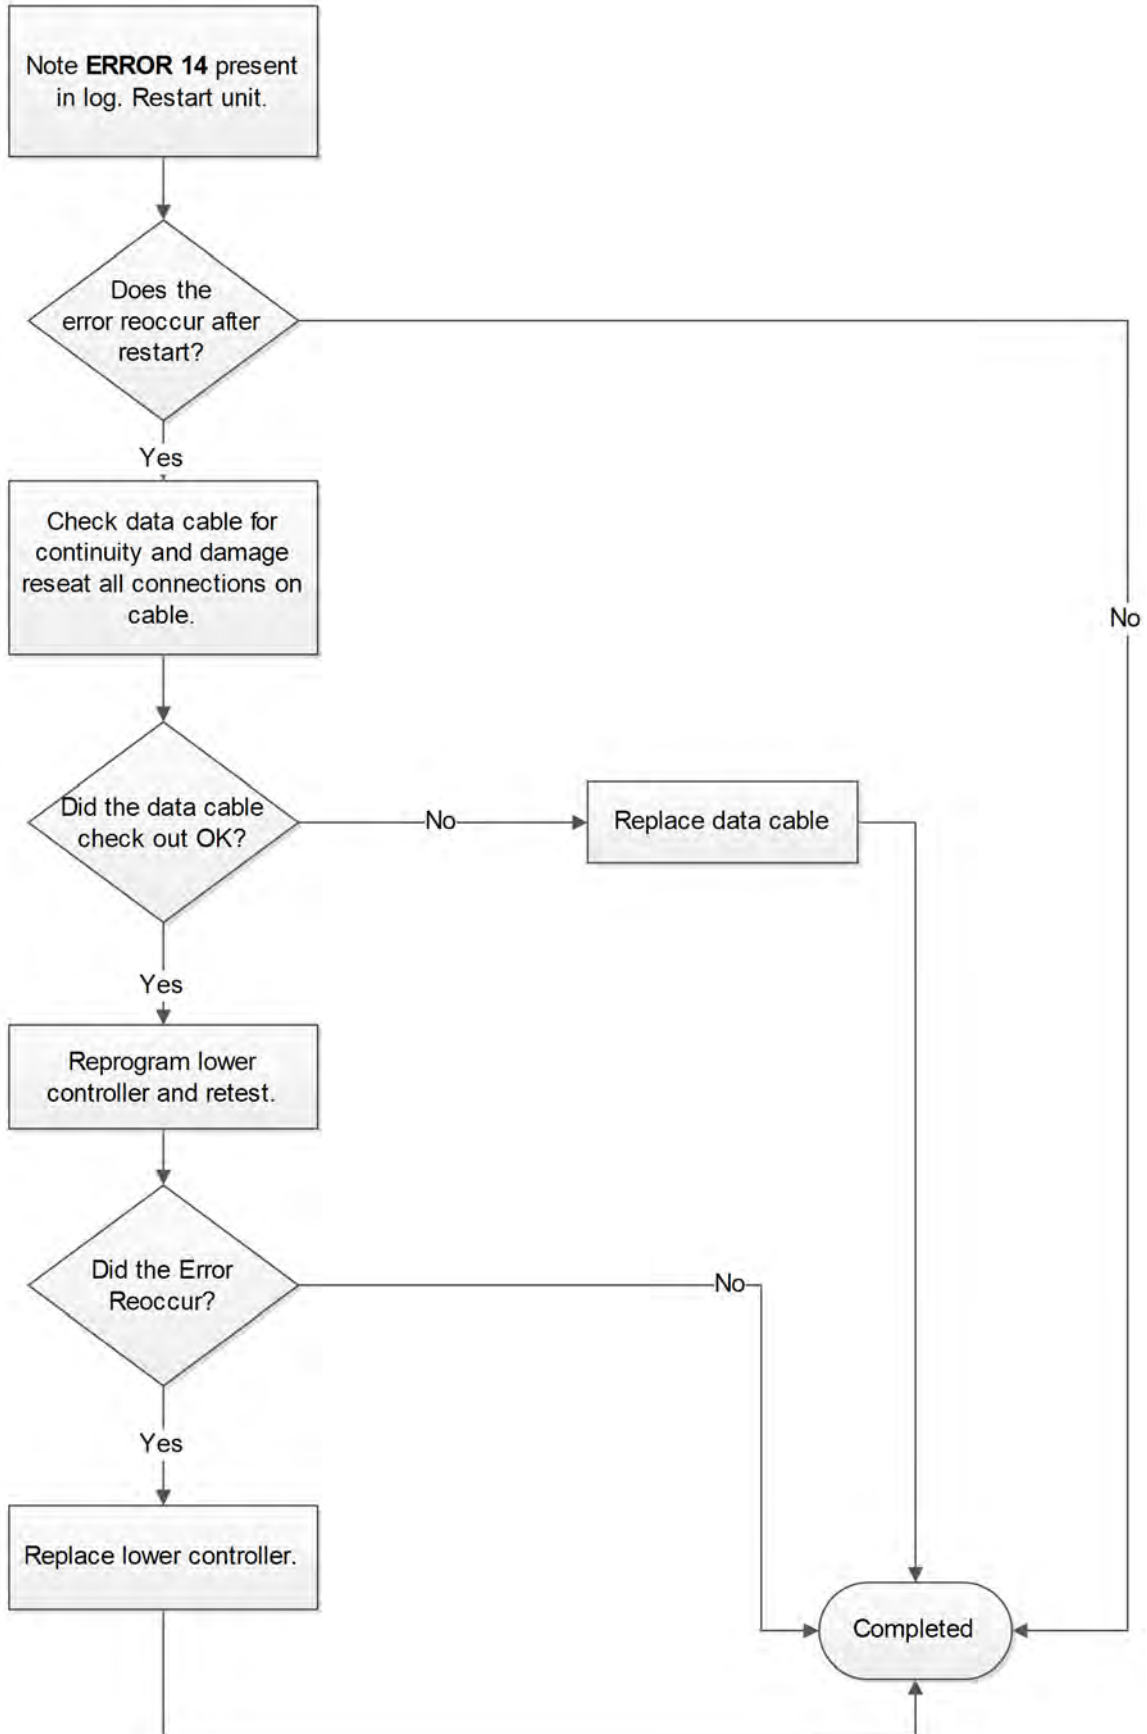 Note ERROR 14 present
in log. Restart unit.
Does the
error reoccur after
restart?
Yes
No
Check data cable for
continuity and damage
reseat all connections on
cable.
Did the data cable
check out OK?
No
Replace data cable
Yes
Reprogram lower
controller and retest.
Did the Error
Reoccur?
No
Yes
Replace lower controller.
Completed